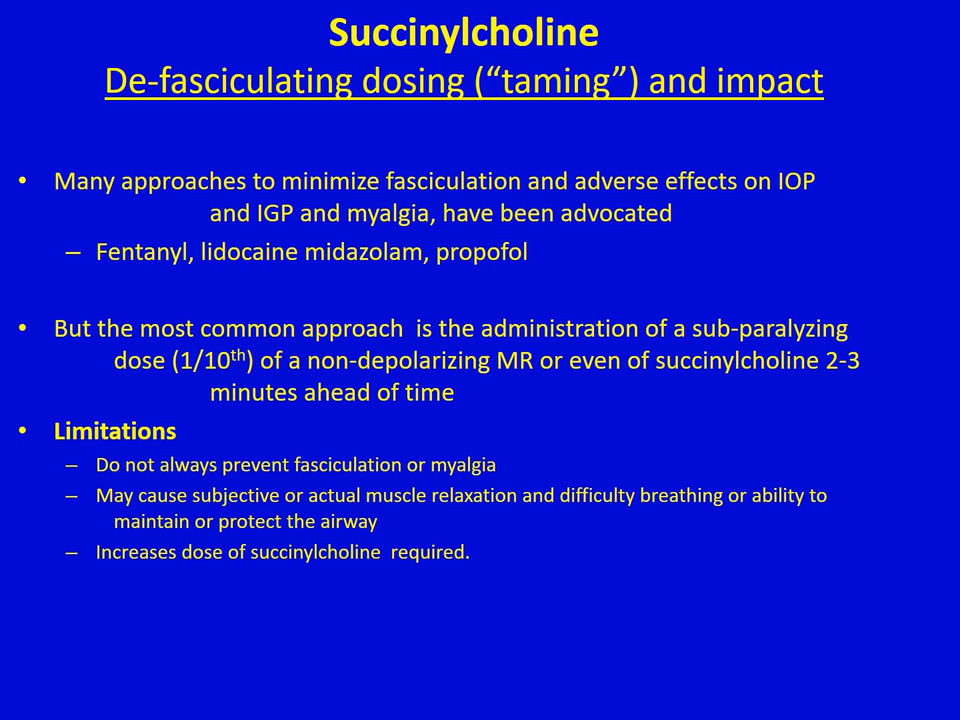 Succinylcholine
De-fasciculating dosing (“taming”) and impact
• Many approaches to minimize fasciculation and adverse effects on IOP
and IGP and myalgia, have been advocated
– Fentanyl, lidocaine midazolam, propofol
• But the most common approach  is the administration of a sub-paralyzing
dose (1/10th) of a non-depolarizing MR or even of succinylcholine 2-3
minutes ahead of time
• Limitations
– Do not always prevent fasciculation or myalgia
– May cause subjective or actual muscle relaxation and difficulty breathing or ability to
maintain or protect the airway
– Increases dose of succinylcholine  required.